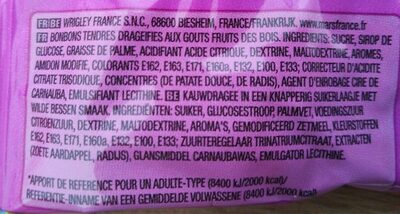 FR BE WRIGLEY FRANCE S.N.C., 68600 BIESHEIM, FRANCE/FRANKRIJK. www.marsfrance.fr
FR BONBONS TENDRES DRAGEIFIES AUX GOUTS FRUITS DES BOIS. INGREDIENTS: SUCRE, SIROP DE
GLUCOSE, GRAISSE DE PALME, ACIDIFIANT ACIDE CITRIQUE, DEXTRINE, MALTODEXTRINE, AROMES,
AMIDON MODIFIE, COLORANTS E162, E163, E171, E160a, E132, E100, E133; CORRECTEUR D'ACIDITE
CITRATE TRISODIQUE, CONCENTRES (DE PATATE DOUCE, DE RADIS), AGENT D'ENROBAGE CIRE DE
CARNAUBA, EMULSIFIANT LECITHINE. BE KAUWDRAGEE IN EEN KNAPPERIG SUIKERLAAGJE MET
WILDE BESSEN SMAAK. INGREDIËNTEN: SUIKER, GLUCOSESTROOP, PALMVET, VOEDINGSZUUR
CITROENZUUR, DEXTRINE, MALTODEXTRINE, AROMA'S, GEMODIFICEERD ZETMEEL, KLEURSTOFFEN
E162, E163, E171, E160a, E132, E100, E133; ZUURTEREGELAAR TRINATRIUMCITRAAT, EXTRACTEN
(ZOETE AARDAPPEL, RADIJS), GLANSMIDDEL CARNAUBAWAS, EMULGATOR LECITHINE.
*APPORT DE REFERENCE POUR UN ADULTE-TYPE (8400 kJ/2000 kcal)/
REFERENTIE-INNAME VAN EEN GEMIDDELDE VOLWASSENE (8400 kJ/2000 kcal)